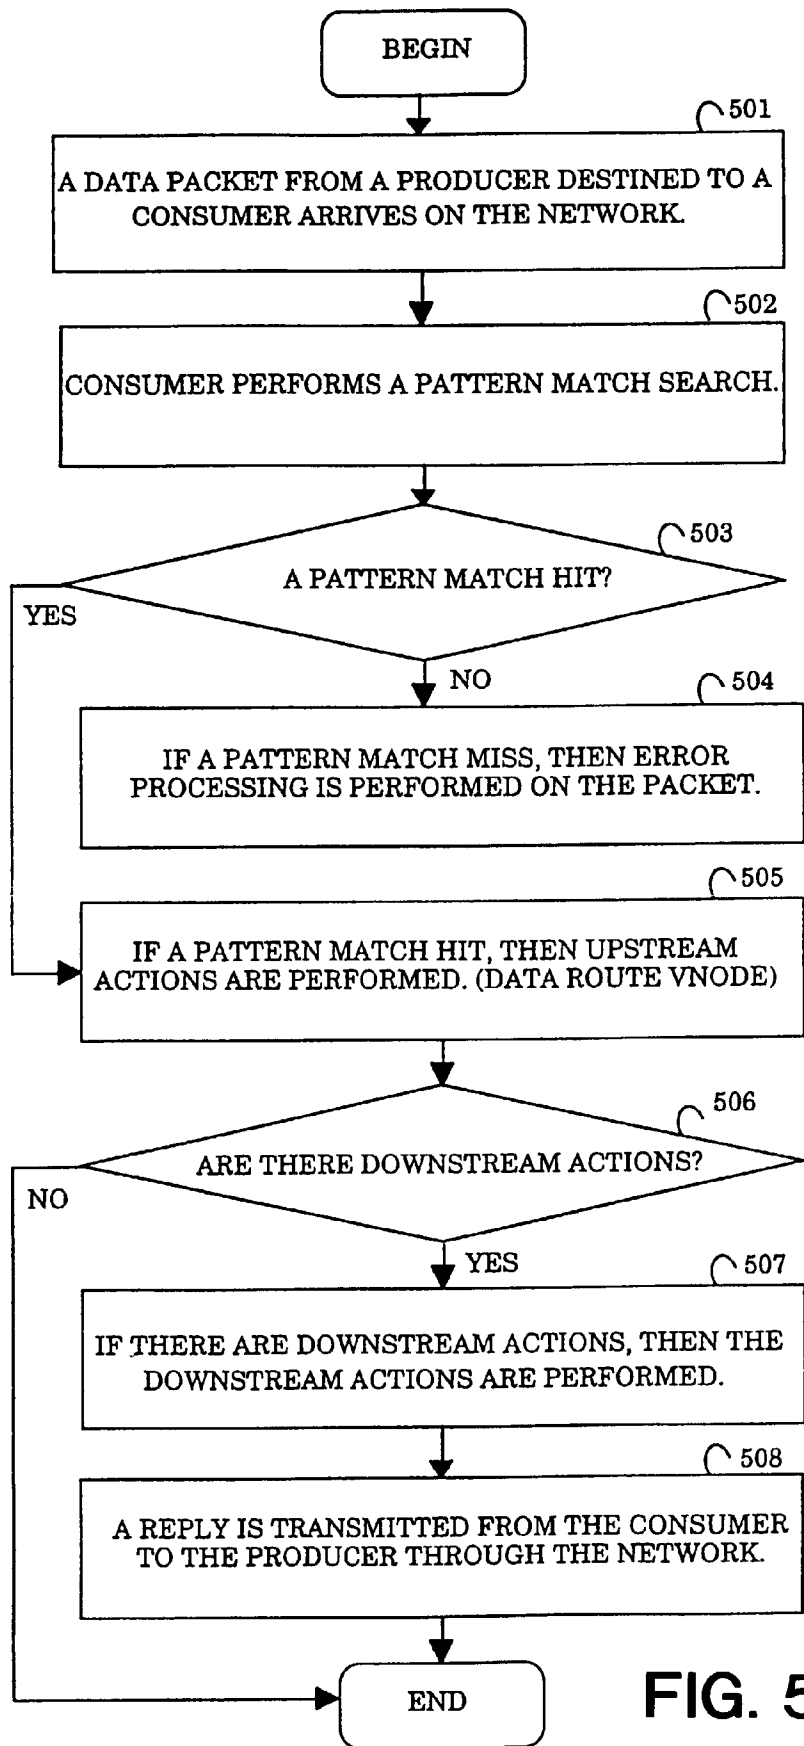 BEGIN
501
A DATA PACKET FROM A PRODUCER DESTINED TO A
CONSUMER ARRIVES ON THE NETWORK.
502
CONSUMER PERFORMS A PATTERN MATCH SEARCH.
503
A PATTERN MATCH HIT?
YES
NO
504
IF A PATTERN MATCH MISS, THEN ERROR
PROCESSING IS PERFORMED ON THE PACKET.
505
IF A PATTERN MATCH HIT, THEN UPSTREAM
ACTIONS ARE PERFORMED. (DATA ROUTE VNODE)
506
ARE THERE DOWNSTREAM ACTIONS?
NO
YES
507
IF THERE ARE DOWNSTREAM ACTIONS, THEN THE
DOWNSTREAM ACTIONS ARE PERFORMED.
508
A REPLY IS TRANSMITTED FROM THE CONSUMER
TO THE PRODUCER THROUGH THE NETWORK.
END
FIG. 5